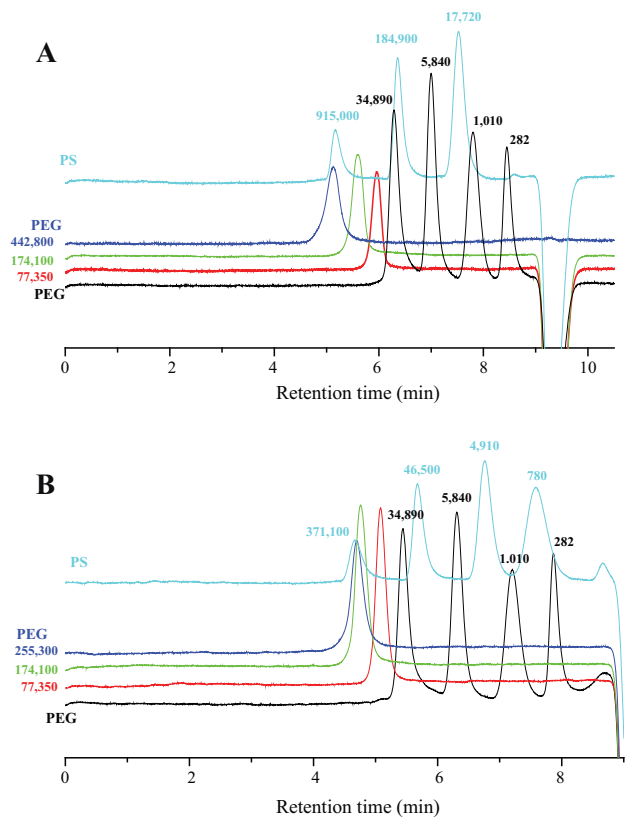 A
17,720
184,900
5,840
34,890
915,000
1,010
282
PS
PEG
442,800
174,100
77,350
PEG
0 2 4 6 8 10
Retention time (min)
B
4,910
46,500
780
5,840
34,890
371,100
1.010
282
PS
PEG
255,300
174,100
77,350
PEG
0 2 4 6 8
Retention time (min)